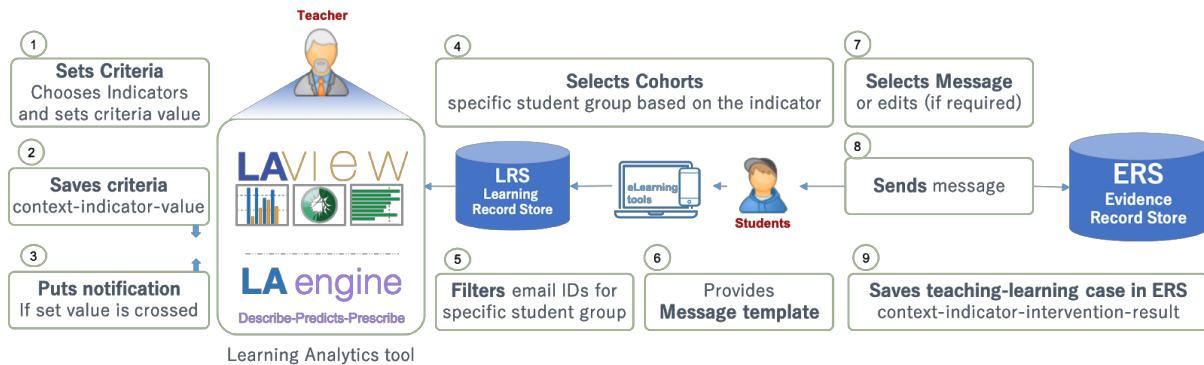 Teacher
1
Sets Criteria
Chooses Indicators
and sets criteria value
2
Saves criteria
context-indicator-value
3
Puts notification
If set value is crossed
LAVIEW
LA engine
Describe-Predicts-Prescribe
Learning Analytics tool
4
Selects Cohorts
specific student group based on the indicator
LRS
Learning
Record Store
eLearning
tools
Students
5
Filters email IDs for
specific student group
6
Provides
Message template
7
Selects Message
or edits (if required)
8
Sends message
ERS
Evidence
Record Store
9
Saves teaching-learning case in ERS
context-indicator-intervention-result